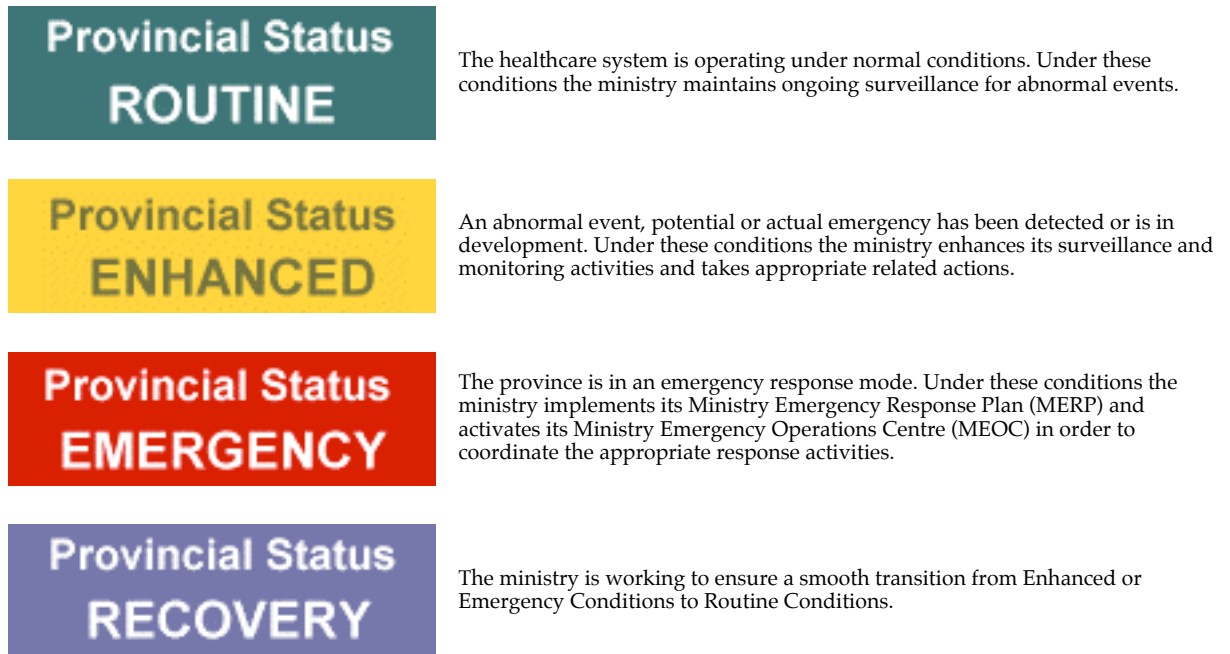 Provincial Status
ROUTINE
The healthcare system is operating under normal conditions. Under these
conditions the ministry maintains ongoing surveillance for abnormal events.
Provincial Status
ENHANCED
An abnormal event, potential or actual emergency has been detected or is in
development. Under these conditions the ministry enhances its surveillance and
monitoring activities and takes appropriate related actions.
Provincial Status
EMERGENCY
The province is in an emergency response mode. Under these conditions the
ministry implements its Ministry Emergency Response Plan (MERP) and
activates its Ministry Emergency Operations Centre (MEOC) in order to
coordinate the appropriate response activities.
Provincial Status
RECOVERY
The ministry is working to ensure a smooth transition from Enhanced or
Emergency Conditions to Routine Conditions.